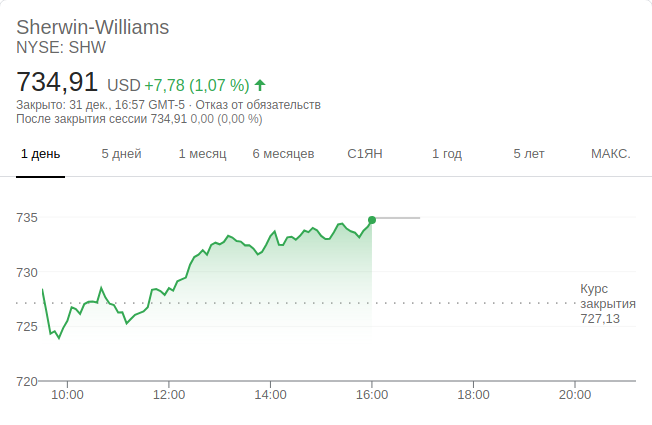 Sherwin-Williams
NYSE: SHW
734,91 USD +7,78 (1,07 %)
Закрыто: 31 дек., 16:57 GMT-5 · Отказ от обязательств
После закрытия сессии 734,91 0,00 (0,00 %)
1 день 5 дней 1 месяц 6 месяцев С1ЯН 1 год 5 лет МАКС.
735
730
Курс
закрытия
727,13
725
720
10:00 12:00 14:00 16:00 18:00 20:00